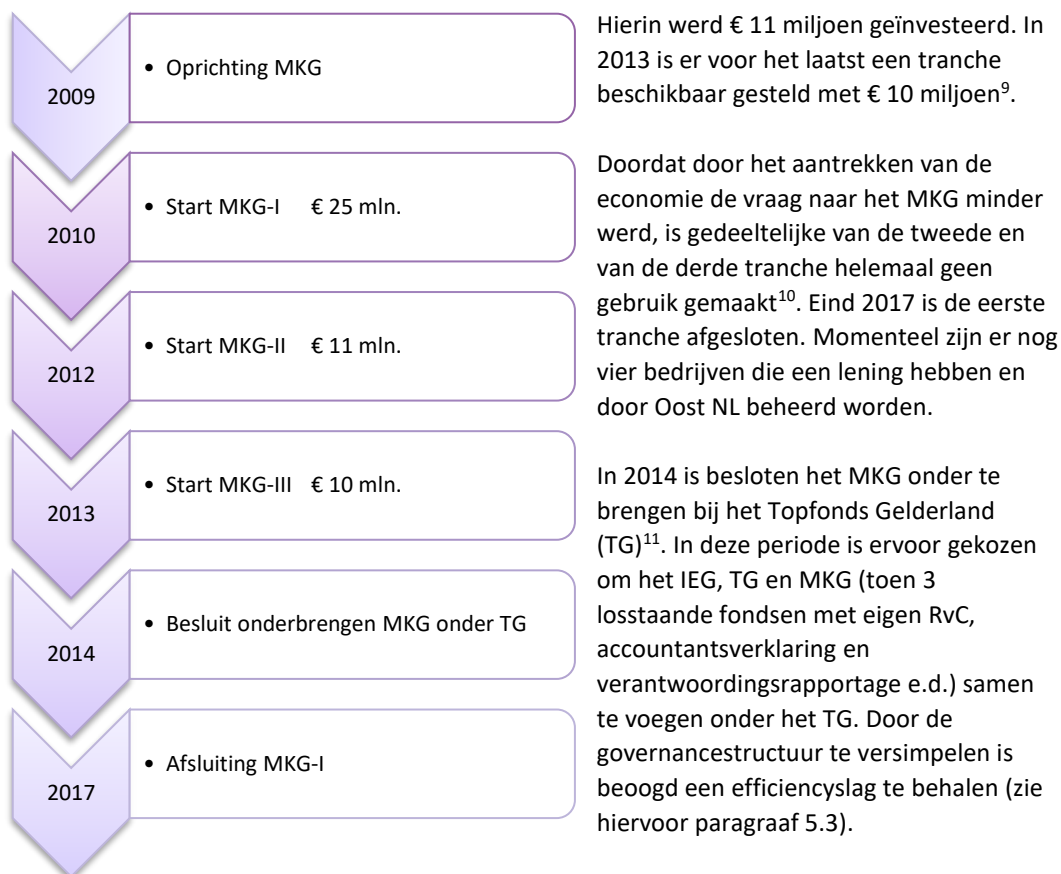 2009
• Oprichting MKG
2010
• Start MKG-I € 25 mln.
2012
• Start MKG-II € 11 mln.
2013
• Start MKG-III € 10 mln.
2014
• Besluit onderbrengen MKG onder TG
2017
• Afsluiting MKG-I
Hierin werd € 11 miljoen geïnvesteerd. In
2013 is er voor het laatst een tranche
beschikbaar gesteld met € 10 miljoen⁹.
Doordat door het aantrekken van de
economie de vraag naar het MKG minder
werd, is gedeeltelijke van de tweede en
van de derde tranche helemaal geen
gebruik gemaakt¹⁰. Eind 2017 is de eerste
tranche afgesloten. Momenteel zijn er nog
vier bedrijven die een lening hebben en
door Oost NL beheerd worden.
In 2014 is besloten het MKG onder te
brengen bij het Topfonds Gelderland
(TG)¹¹. In deze periode is ervoor gekozen
om het IEG, TG en MKG (toen 3
losstaande fondsen met eigen RvC,
accountantsverklaring en
verantwoordingsrapportage e.d.) samen
te voegen onder het TG. Door de
governancestructuur te versimpelen is
beoogd een efficiencyslag te behalen (zie
hiervoor paragraaf 5.3).